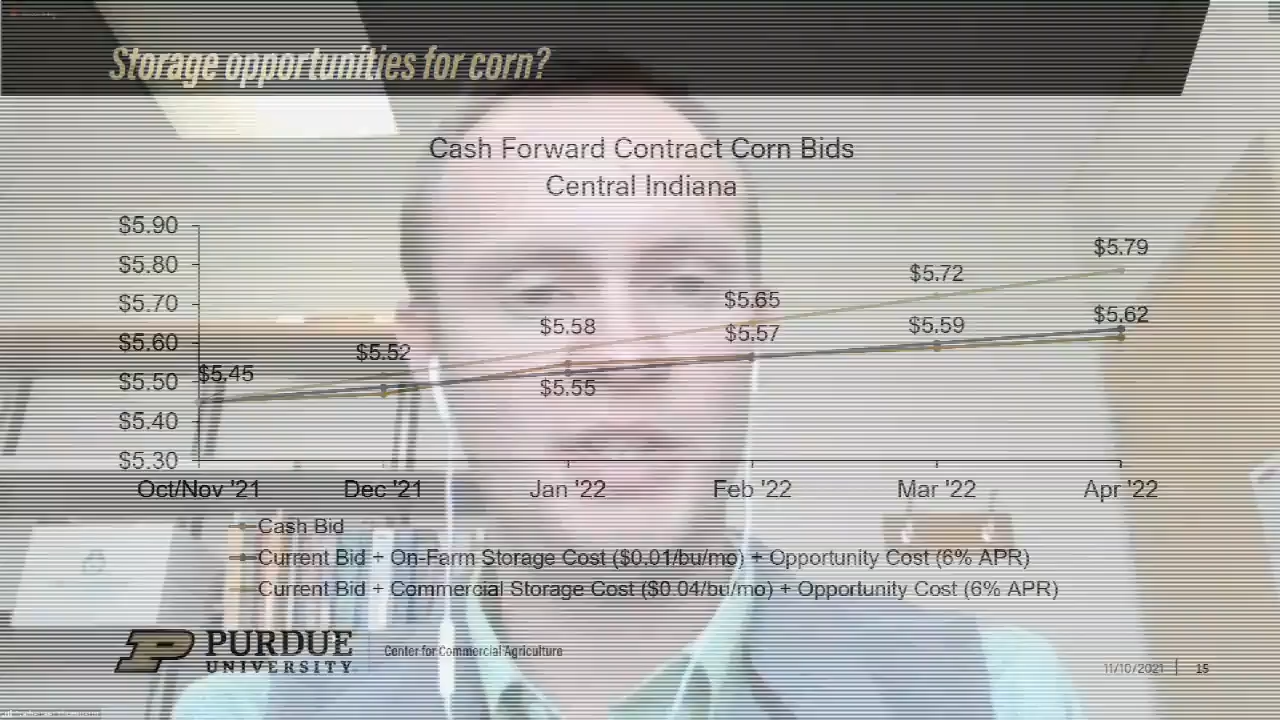 Storage opportunities for corn?
Cash Forward Contract Corn Bids
Central Indiana
$5.90
$5.80
$5.70
$5.60
$5.50
$5.40
$5.30
$5.45
$5.52
$5.58
$5.55
$5.65
$5.57
$5.72
$5.59
$5.79
$5.62
Oct/Nov '21
Dec '21
Jan '22
Feb '22
Mar '22
Apr '22
Cash Bid
Current Bid + On-Farm Storage Cost ($0.01/bu/mo) + Opportunity Cost (6% APR)
Current Bid + Commercial Storage Cost ($0.04/bu/mo) + Opportunity Cost (6% APR)
PURDUE
UNIVERSITY
Center for Commercial Agriculture
11/10/2021 | 15